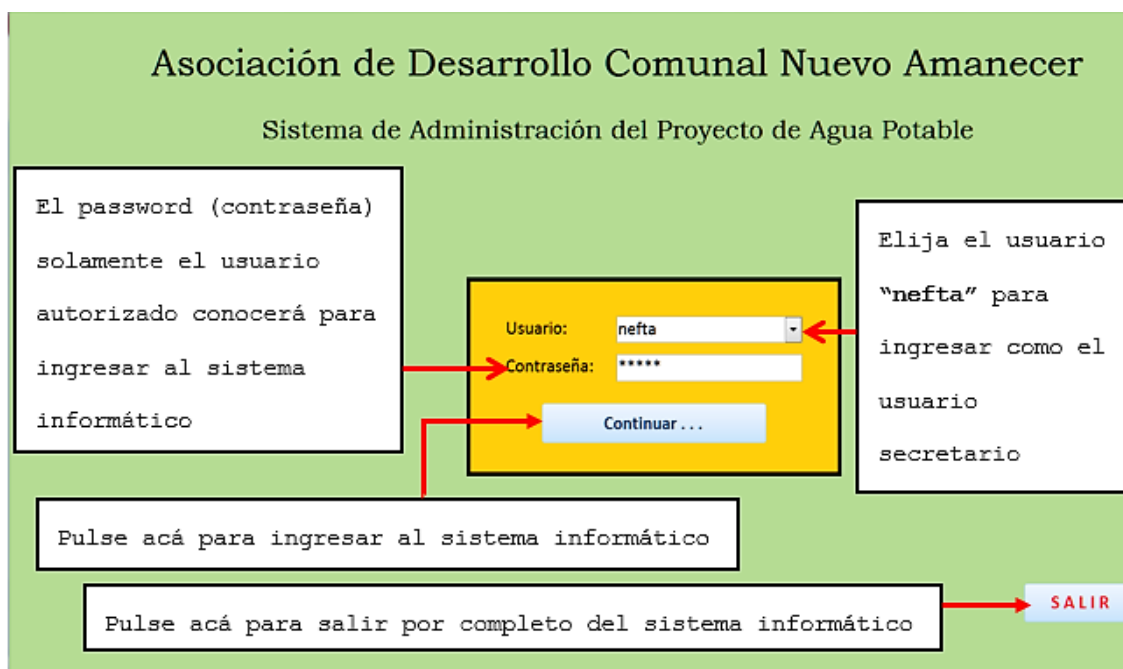 Asociación de Desarrollo Comunal Nuevo Amanecer
Sistema de Administración del Proyecto de Agua Potable
El password (contraseña)
solamente el usuario
autorizado conocerá para
ingresar al sistema
informático
Elija el usuario
“nefta” para
ingresar como el
usuario
secretario
Usuario: nefta
Contraseña: *****
Continuar . . .
Pulse acá para ingresar al sistema informático
Pulse acá para salir por completo del sistema informático
SALIR